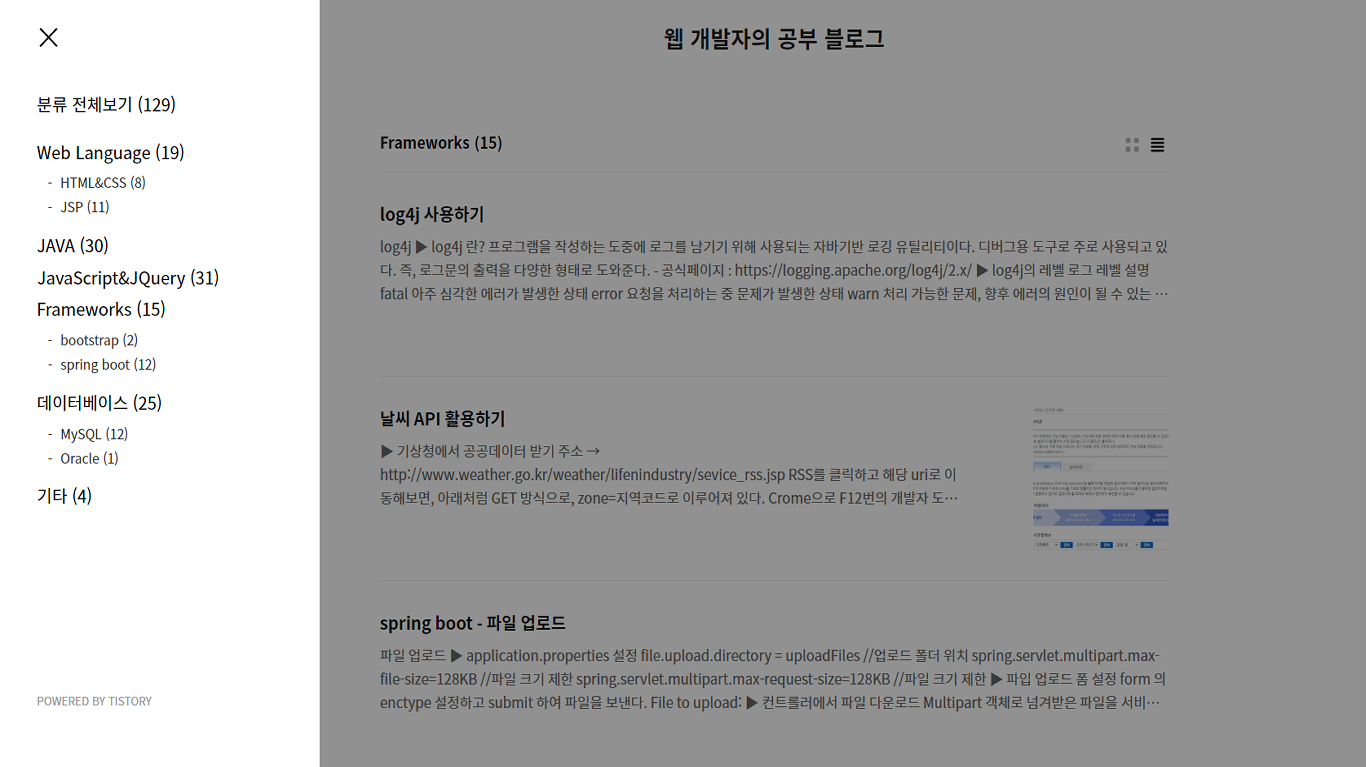 분류 전체보기 (129)
Web Language (19)
- HTML&CSS (8)
- JSP (11)
JAVA (30)
JavaScript&JQuery (31)
Frameworks (15)
- bootstrap (2)
- spring boot (12)
데이터베이스 (25)
- MySQL (12)
- Oracle (1)
기타 (4)
POWERED BY TISTORY
웹 개발자의 공부 블로그
Frameworks (15)
log4j 사용하기
log4j ▶ log4j 란? 프로그램을 작성하는 도중에 로그를 남기기 위해 사용되는 자바기반 로깅 유틸리티이다. 디버그용 도구로 주로 사용되고 있
다. 즉, 로그문의 출력을 다양한 형태로 도와준다. - 공식페이지 : https://logging.apache.org/log4j/2.x/ ▶ log4j의 레벨 로그 레벨 설명
fatal 아주 심각한 에러가 발생한 상태 error 요청을 처리하는 중 문제가 발생한 상태 warn 처리 가능한 문제, 향후 에러의 원인이 될 수 있는 …
날씨 API 활용하기
▶ 기상청에서 공공데이터 받기 주소 →
http://www.weather.go.kr/weather/lifenindustry/sevice_rss.jsp RSS를 클릭하고 해당 uri로 이
동해보면, 아래처럼 GET 방식으로, zone=지역코드로 이루어져 있다. Crome으로 F12번의 개발자 도…
spring boot - 파일 업로드
파일 업로드 ▶ application.properties 설정 file.upload.directory = uploadFiles //업로드 폴더 위치 spring.servlet.multipart.max-
file-size=128KB //파일 크기 제한 spring.servlet.multipart.max-request-size=128KB //파일 크기 제한 ▶ 파입 업로드 폼 설정 form 의
enctype 설정하고 submit 하여 파일을 보낸다. File to upload: ▶ 컨트롤러에서 파일 다운로드 Multipart 객체로 넘겨받은 파일을 서비…